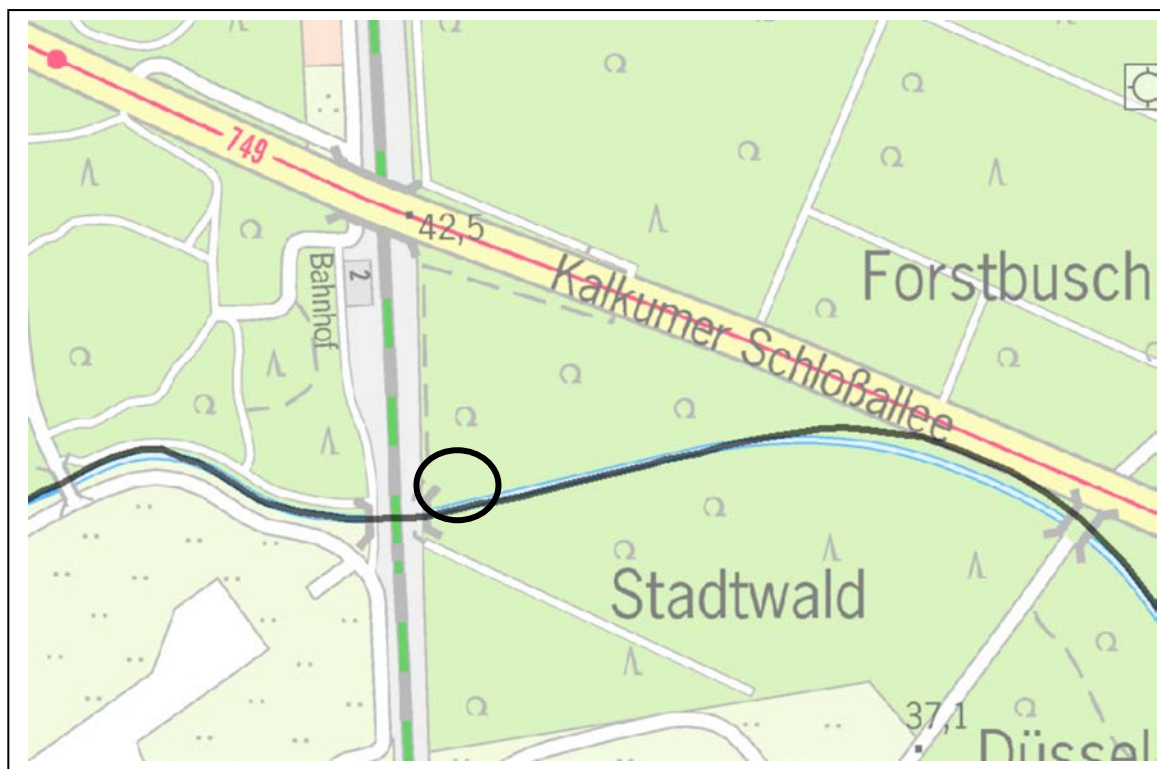 749
42,5
2
Bahnhof
Kalkumer Schloßallee
Forstbusch
Stadtwald
37,1
Düssel